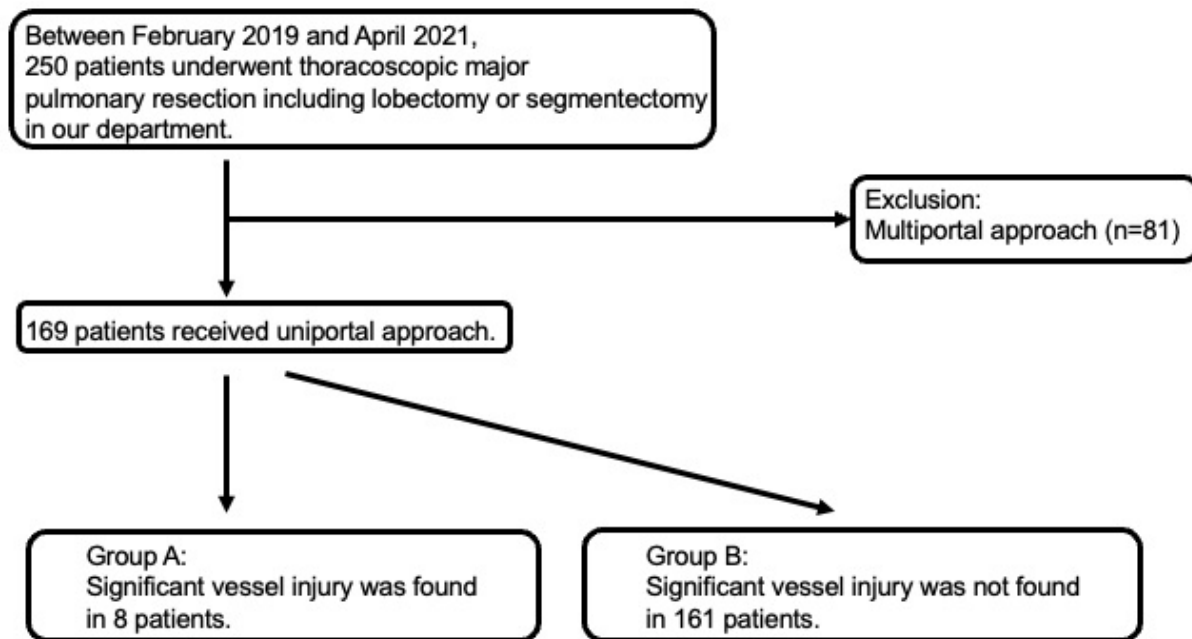 Between February 2019 and April 2021,
250 patients underwent thoracoscopic major
pulmonary resection including lobectomy or segmentectomy
in our department.
Exclusion:
Multiportal approach (n=81)
169 patients received uniportal approach.
Group A:
Significant vessel injury was found
in 8 patients.
Group B:
Significant vessel injury was not found
in 161 patients.